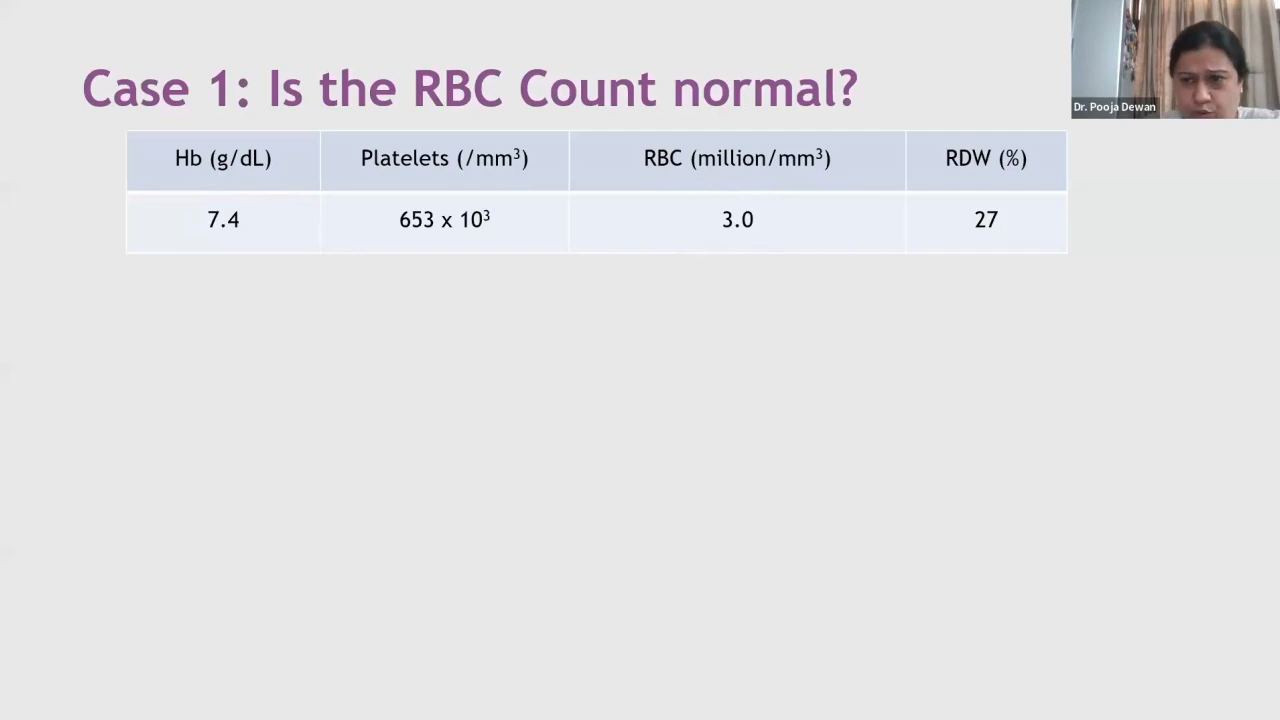 Case 1: Is the RBC Count normal?
Dr. Pooja Dewan
Hb (g/dL) Platelets (/mm³) RBC (million/mm³) RDW (%)
7.4 653 x 10³ 3.0 27